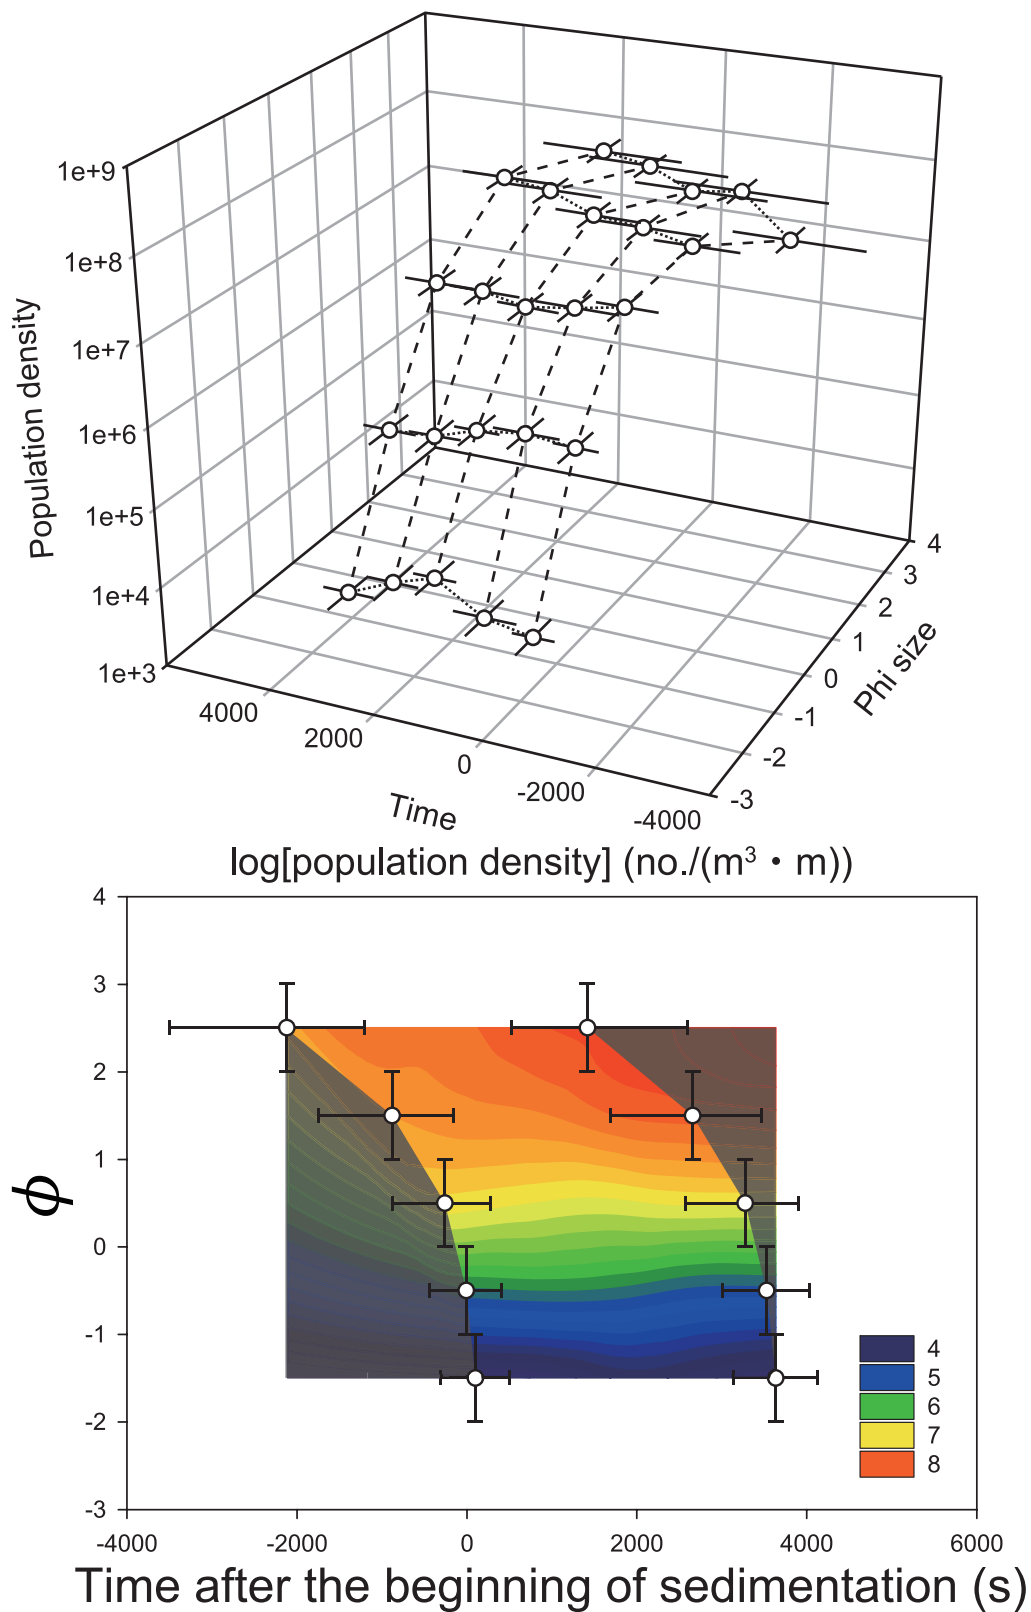 1e+9
1e+8
1e+7
1e+6
1e+5
1e+4
1e+3
Population density
4000
2000
0
-2000
-4000
Time
4
3
2
1
0
-1
-2
-3
Phi size
log[population density] (no./(m³・m))
4
3
2
1
0
-1
-2
-3
ϕ
4
5
6
7
8
-4000
-2000
0
2000
4000
6000
Time after the beginning of sedimentation (s)